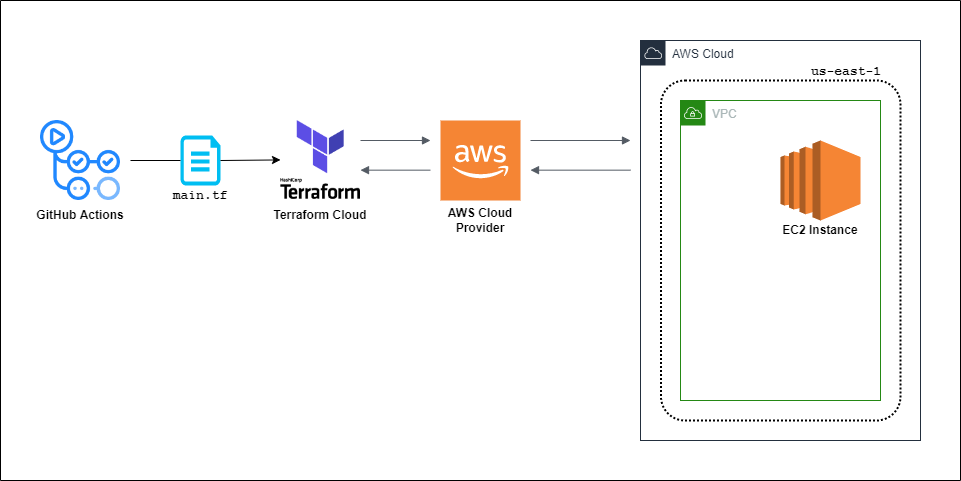 AWS Cloud
us-east-1
VPC
GitHub Actions
main.tf
HashiCorp
Terraform
Terraform Cloud
aws
AWS Cloud
Provider
EC2 Instance